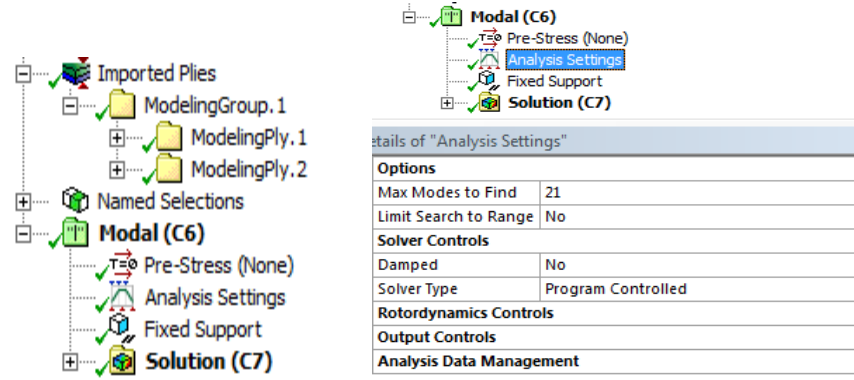 Imported Plies
ModelingGroup.1
ModelingPly.1
ModelingPly.2
Named Selections
Modal (C6)
T=0 Pre-Stress (None)
Analysis Settings
Fixed Support
Solution (C7)
Modal (C6)
T=0 Pre-Stress (None)
Analysis Settings
Fixed Support
Solution (C7)
etails of "Analysis Settings"
Options
Max Modes to Find 21
Limit Search to Range No
Solver Controls
Damped No
Solver Type Program Controlled
Rotordynamics Controls
Output Controls
Analysis Data Management